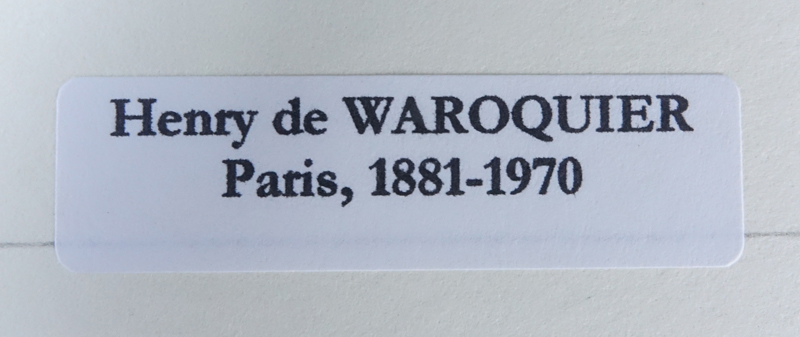 Henry de WAROQUIER
Paris, 1881-1970